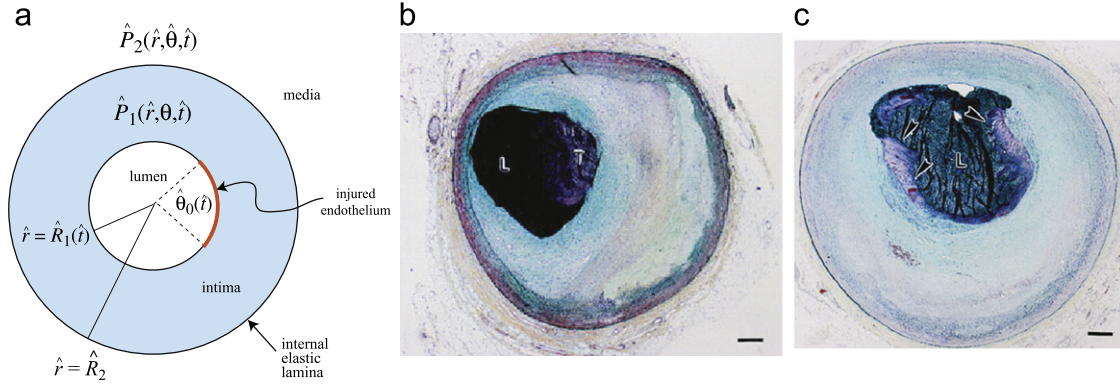 a
P̂₂(r̂,θ̂,t̂)
media
P̂₁(r̂,θ,t̂)
lumen
θ̂₀(t̂)
injured
endothelium
r̂ = R̂₁(t̂)
intima
internal
elastic
lamina
r̂ = R̂₂
b
L
T
c
L